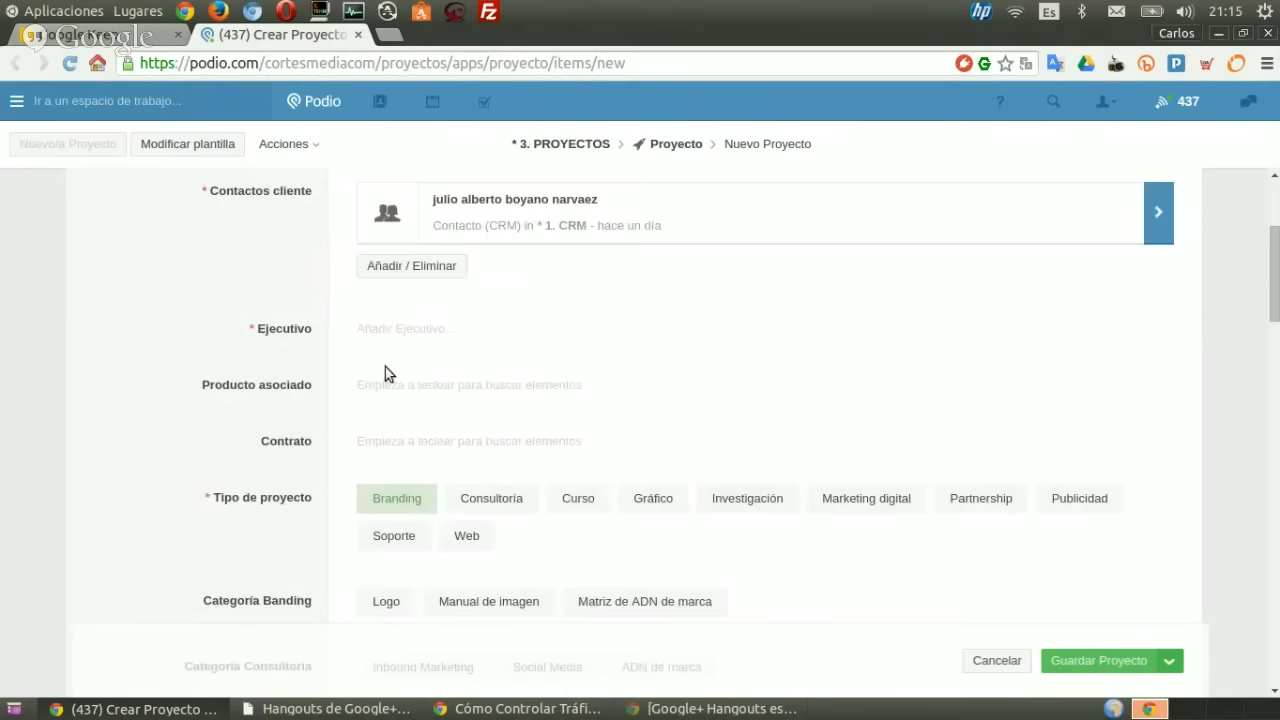 Aplicaciones Lugares
Es
21:15
Google
(437) Crear Proyecto
Carlos
https://podio.com/cortesmediacom/proyectos/apps/proyecto/items/new
Ir a un espacio de trabajo...
Podio
?
437
Nuevo/a Proyecto
Modificar plantilla
Acciones
* 3. PROYECTOS > Proyecto > Nuevo Proyecto
* Contactos cliente
julio alberto boyano narvaez
Contacto (CRM) in * 1. CRM - hace un día
Añadir / Eliminar
* Ejecutivo
Añadir Ejecutivo...
Producto asociado
Empieza a teclear para buscar elementos
Contrato
Empieza a teclear para buscar elementos
* Tipo de proyecto
Branding Consultoría Curso Gráfico Investigación Marketing digital Partnership Publicidad
Soporte Web
Categoría Banding
Logo Manual de imagen Matriz de ADN de marca
Categoría Consultoria
Inbound Marketing Social Media ADN de marca
Cancelar
Guardar Proyecto
(437) Crear Proyecto ...
Hangouts de Google+...
Cómo Controlar Tráfi...
[Google+ Hangouts es...